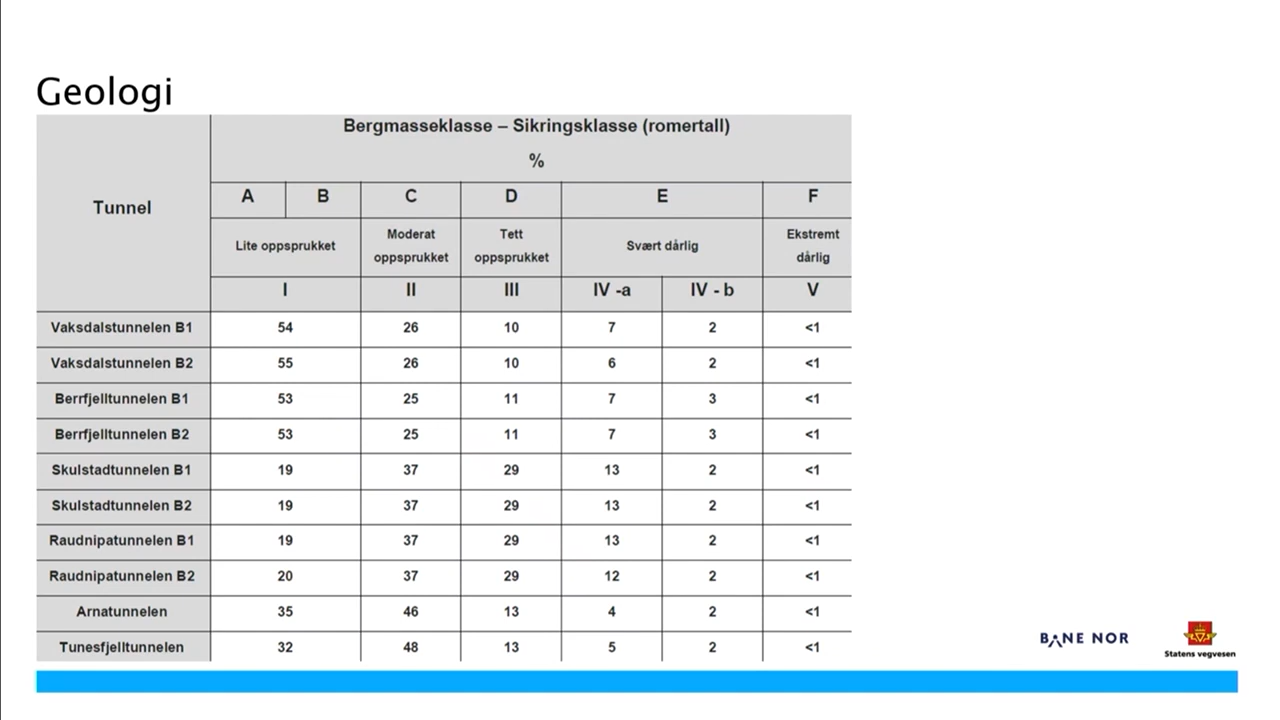 Geologi
Bergmasseklasse – Sikringsklasse (romertall)
%
Tunnel
A B C D E F
Lite oppsprukket Moderat oppsprukket Tett oppsprukket Svært dårlig Ekstremt dårlig
I II III IV -a IV - b V
Vaksdalstunnelen B1 54 26 10 7 2 <1
Vaksdalstunnelen B2 55 26 10 6 2 <1
Berrfjelltunnelen B1 53 25 11 7 3 <1
Berrfjelltunnelen B2 53 25 11 7 3 <1
Skulstadtunnelen B1 19 37 29 13 2 <1
Skulstadtunnelen B2 19 37 29 13 2 <1
Raudnipatunnelen B1 19 37 29 13 2 <1
Raudnipatunnelen B2 20 37 29 12 2 <1
Arnatunnelen 35 46 13 4 2 <1
Tunesfjelltunnelen 32 48 13 5 2 <1
BANE NOR
Statens vegvesen